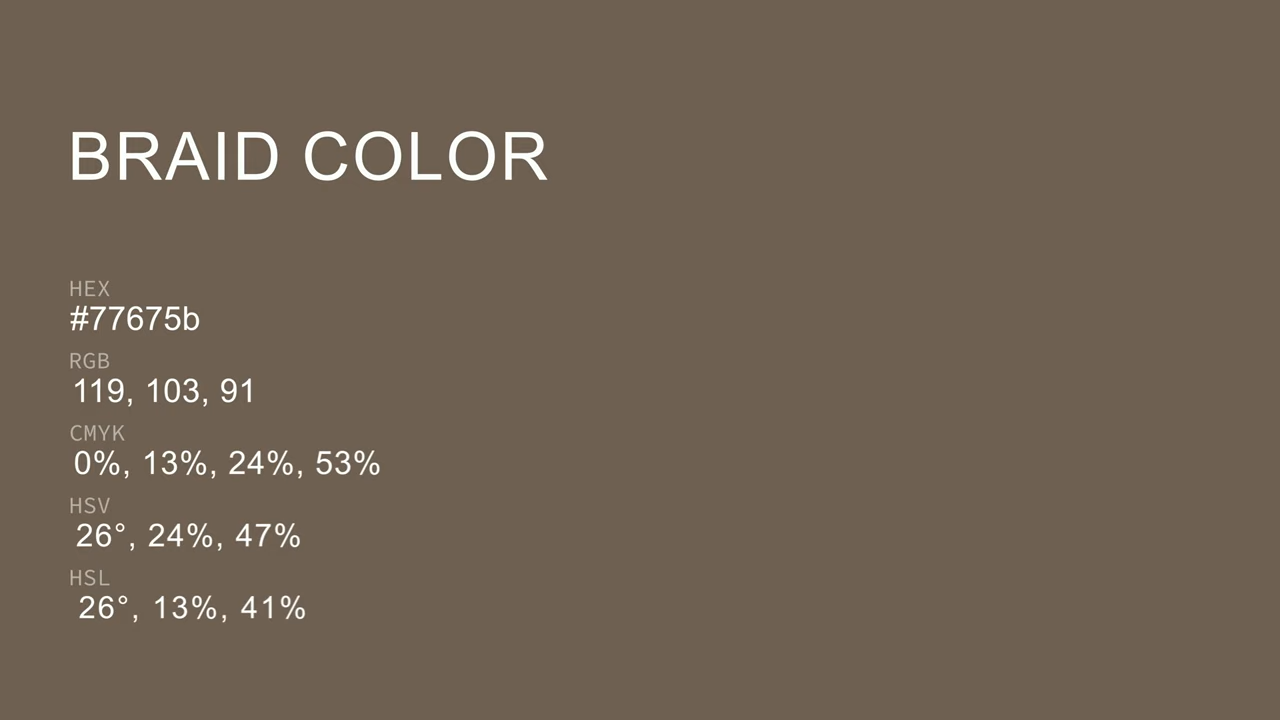 BRAID COLOR
HEX
#77675b
RGB
119, 103, 91
CMYK
0%, 13%, 24%, 53%
HSV
26°, 24%, 47%
HSL
26°, 13%, 41%